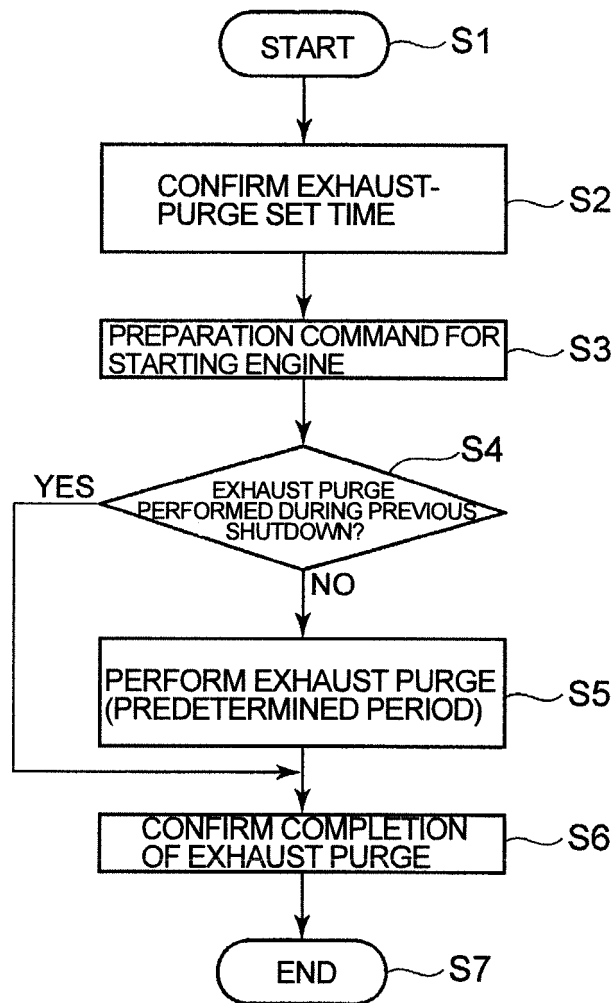 START
S1
CONFIRM EXHAUST-
PURGE SET TIME
S2
PREPARATION COMMAND FOR
STARTING ENGINE
S3
S4
YES
EXHAUST PURGE
PERFORMED DURING PREVIOUS
SHUTDOWN?
NO
PERFORM EXHAUST PURGE
(PREDETERMINED PERIOD)
S5
CONFIRM COMPLETION
OF EXHAUST PURGE
S6
END
S7